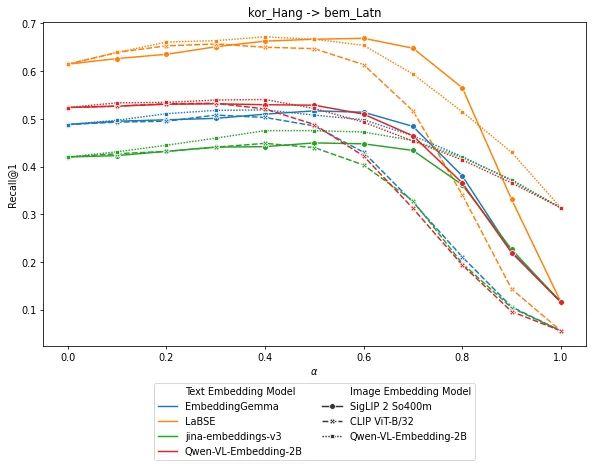 kor_Hang -> bem_Latn
0.7
0.6
0.5
0.4
0.3
0.2
0.1
Recall@1
0.0 0.2 0.4 0.6 0.8 1.0
α
Text Embedding Model
EmbeddingGemma
LaBSE
jina-embeddings-v3
Qwen-VL-Embedding-2B
Image Embedding Model
SigLIP 2 So400m
CLIP ViT-B/32
Qwen-VL-Embedding-2B